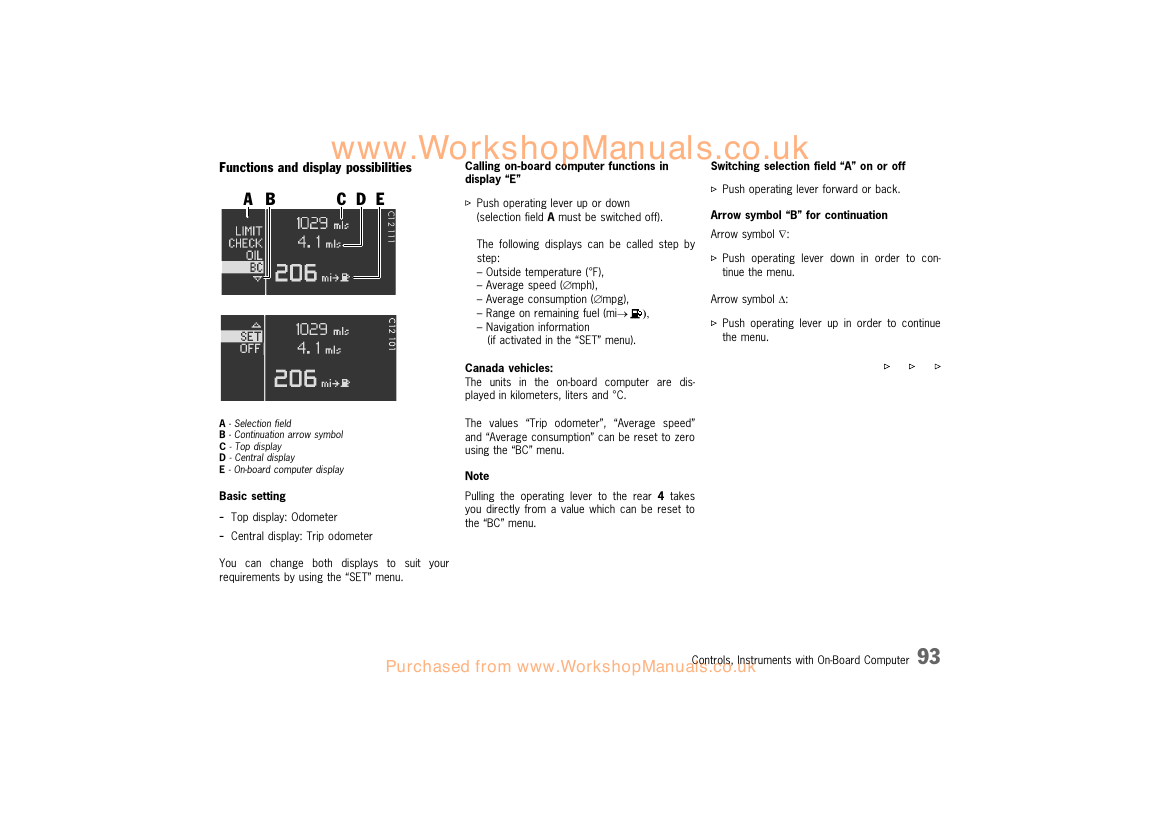 www.WorkshopManuals.co.uk
Functions and display possibilities
A B C D E
1029 mls
LIMIT
4.1 mls
CHECK
OIL
BC
206 mi→
▽
C12 111
△
1029 mls
SET
4.1 mls
OFF
206 mi→
C12 101
A - Selection field
B - Continuation arrow symbol
C - Top display
D - Central display
E - On-board computer display
Basic setting
– Top display: Odometer
– Central display: Trip odometer
You can change both displays to suit your
requirements by using the “SET” menu.
Calling on-board computer functions in
display “E”
▷ Push operating lever up or down
(selection field A must be switched off).
The following displays can be called step by
step:
– Outside temperature (°F),
– Average speed (∅mph),
– Average consumption (∅mpg),
– Range on remaining fuel (mi→ ),
– Navigation information
(if activated in the “SET” menu).
Canada vehicles:
The units in the on-board computer are dis-
played in kilometers, liters and °C.
The values “Trip odometer”, “Average speed”
and “Average consumption” can be reset to zero
using the “BC” menu.
Note
Pulling the operating lever to the rear 4 takes
you directly from a value which can be reset to
the “BC” menu.
Switching selection field “A” on or off
▷ Push operating lever forward or back.
Arrow symbol “B” for continuation
Arrow symbol ∇:
▷ Push operating lever down in order to con-
tinue the menu.
Arrow symbol ∆:
▷ Push operating lever up in order to continue
the menu.
▷ ▷ ▷
Controls, Instruments with On-Board Computer 93
Purchased from www.WorkshopManuals.co.uk